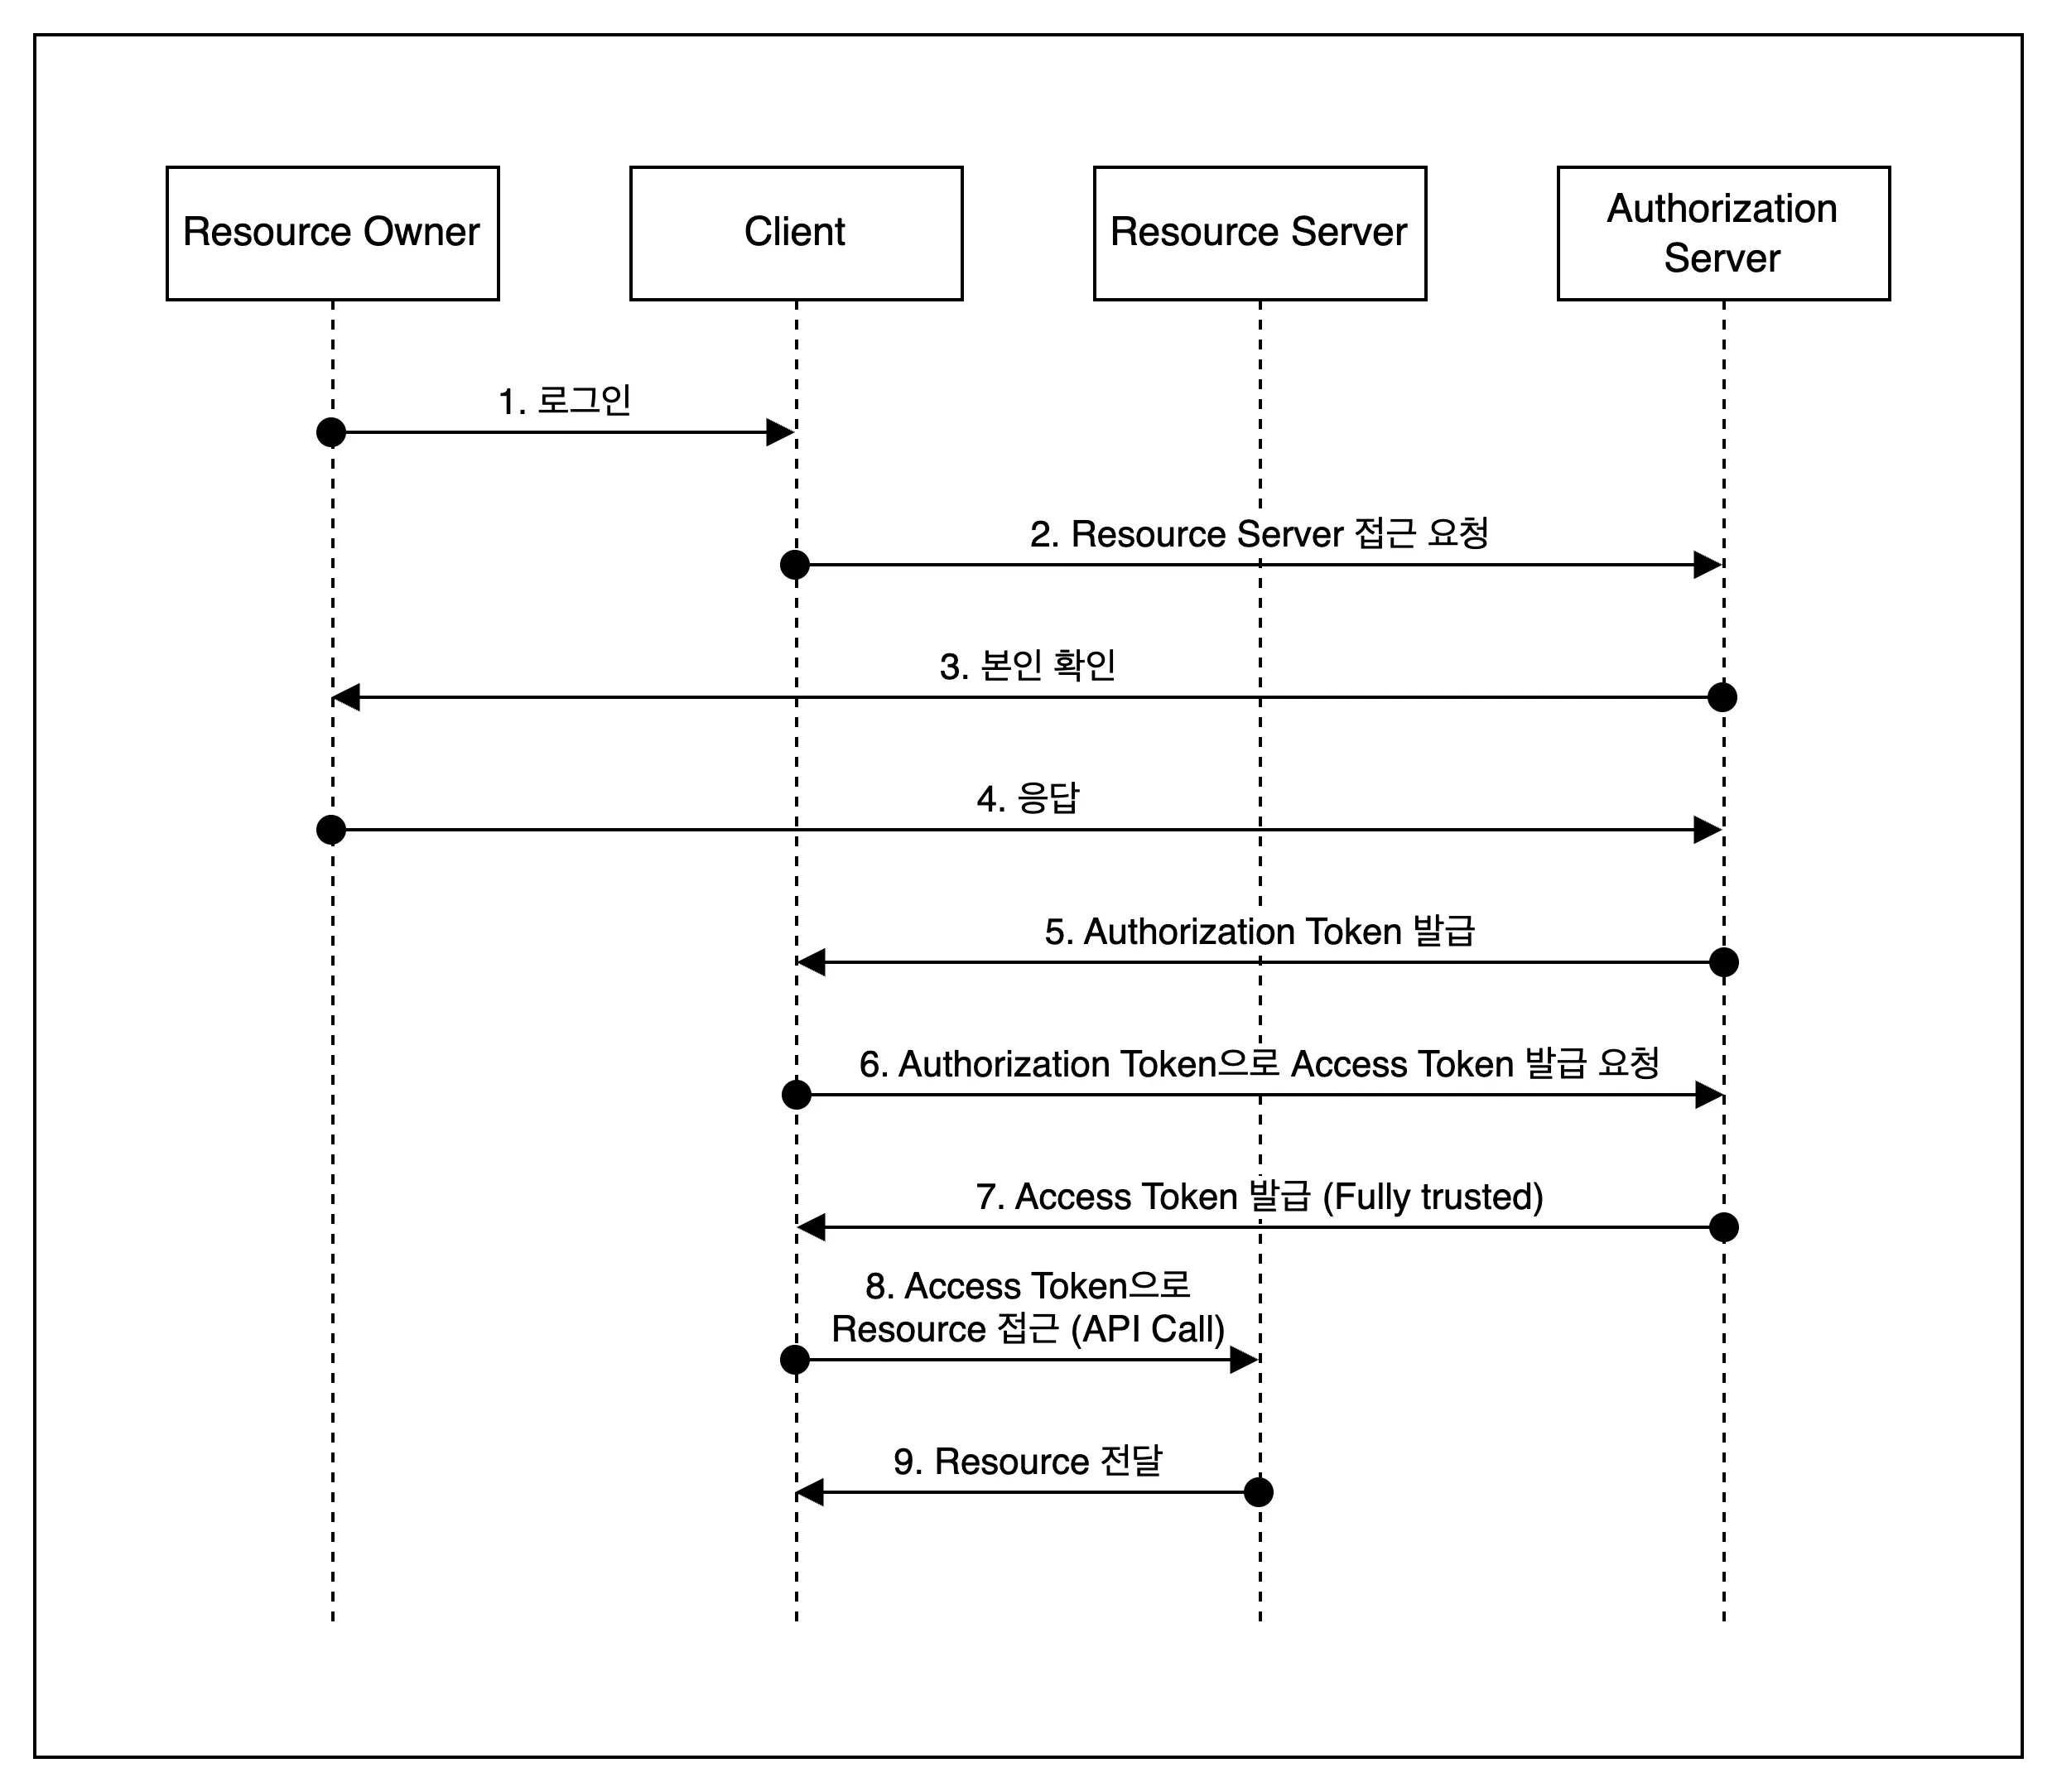 Resource Owner
Client
Resource Server
Authorization
Server
1. 로그인
2. Resource Server 접근 요청
3. 본인 확인
4. 응답
5. Authorization Token 발급
6. Authorization Token으로 Access Token 발급 요청
7. Access Token 발급 (Fully trusted)
8. Access Token으로
Resource 접근 (API Call)
9. Resource 전달